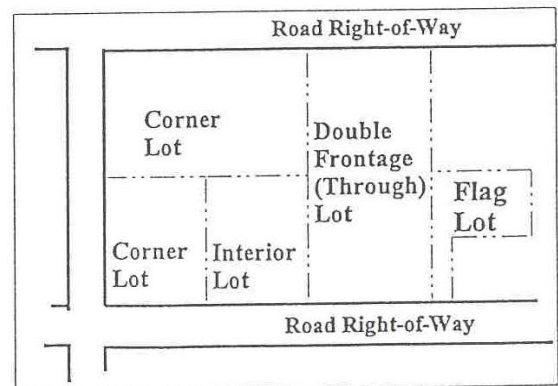 Road Right-of-Way
Corner
Lot
Double
Frontage
(Through)
Lot
Flag
Lot
Corner
Lot
Interior
Lot
Road Right-of-Way